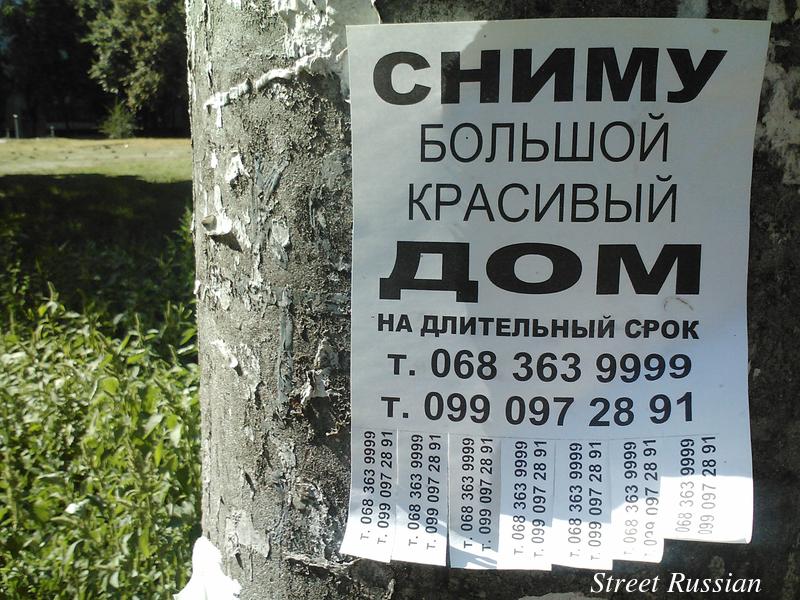 СНИМУ
БОЛЬШОЙ
КРАСИВЫЙ
ДОМ
НА ДЛИТЕЛЬНЫЙ СРОК
т. 068 363 9999
т. 099 097 28 91
т. 068 363 9999
т. 099 097 28 91
т. 068 363 9999
т. 099 097 28 91
т. 068 363 9999
т. 099 097 28 91
т. 068 363 9999
т. 099 097 28 91
т. 068 363 9999
т. 099 097 28 91
т. 068 363 9999
т. 099 097 28 91
068 363 9999
099 097 28 91
Street Russian